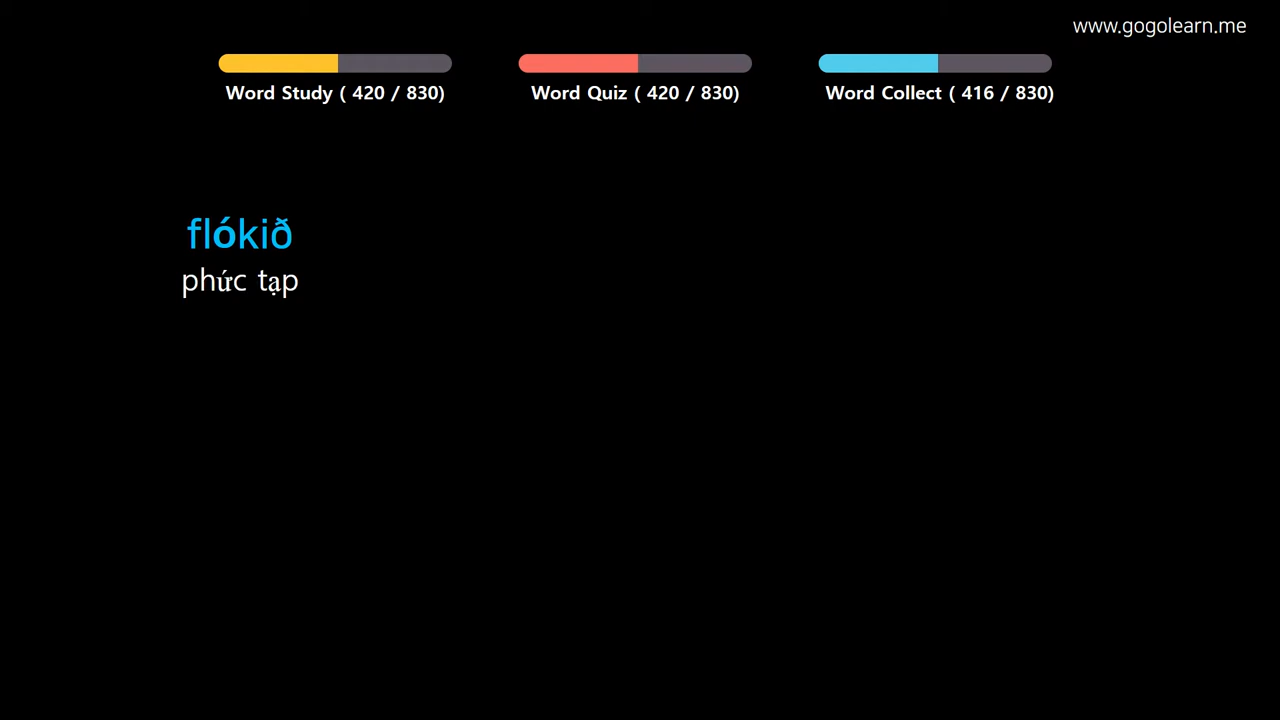 www.gogolearn.me
Word Study ( 420 / 830)
Word Quiz ( 420 / 830)
Word Collect ( 416 / 830)
flókið
phức tạp